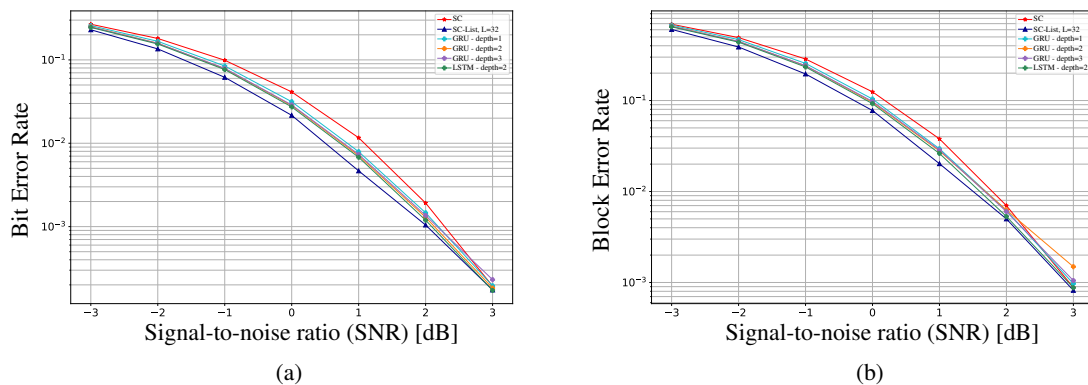 SC
SC-List, L=32
GRU - depth=1
GRU - depth=2
GRU - depth=3
LSTM - depth=2
10⁻¹
10⁻²
10⁻³
Bit Error Rate
−3 −2 −1 0 1 2 3
Signal-to-noise ratio (SNR) [dB]
(a)
SC
SC-List, L=32
GRU - depth=1
GRU - depth=2
GRU - depth=3
LSTM - depth=2
10⁰
10⁻¹
10⁻²
10⁻³
Block Error Rate
−3 −2 −1 0 1 2 3
Signal-to-noise ratio (SNR) [dB]
(b)